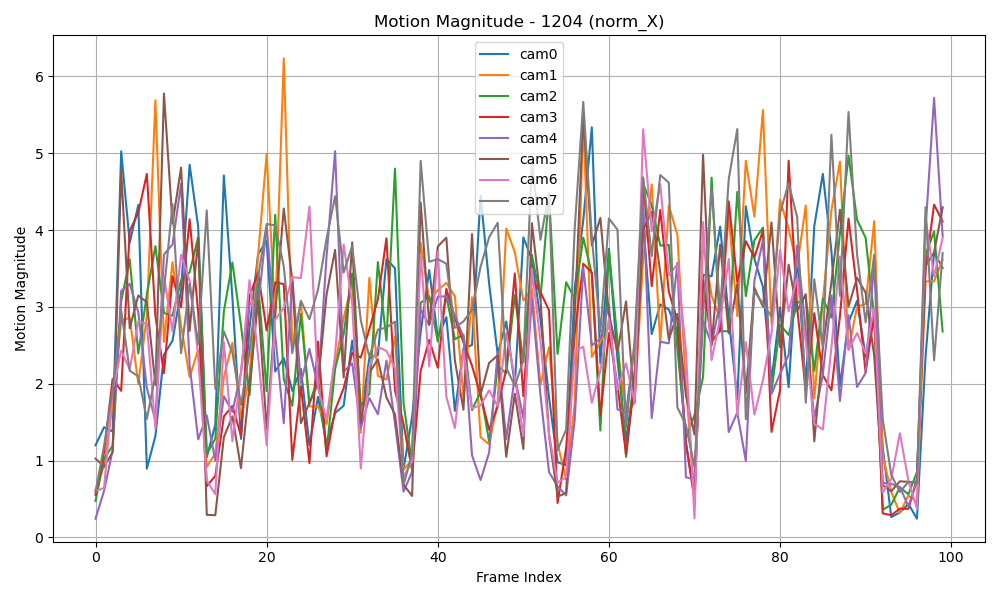 Motion Magnitude - 1204 (norm_X)
cam0
cam1
cam2
cam3
cam4
cam5
cam6
cam7
Motion Magnitude
6
5
4
3
2
1
0
0 20 40 60 80 100
Frame Index